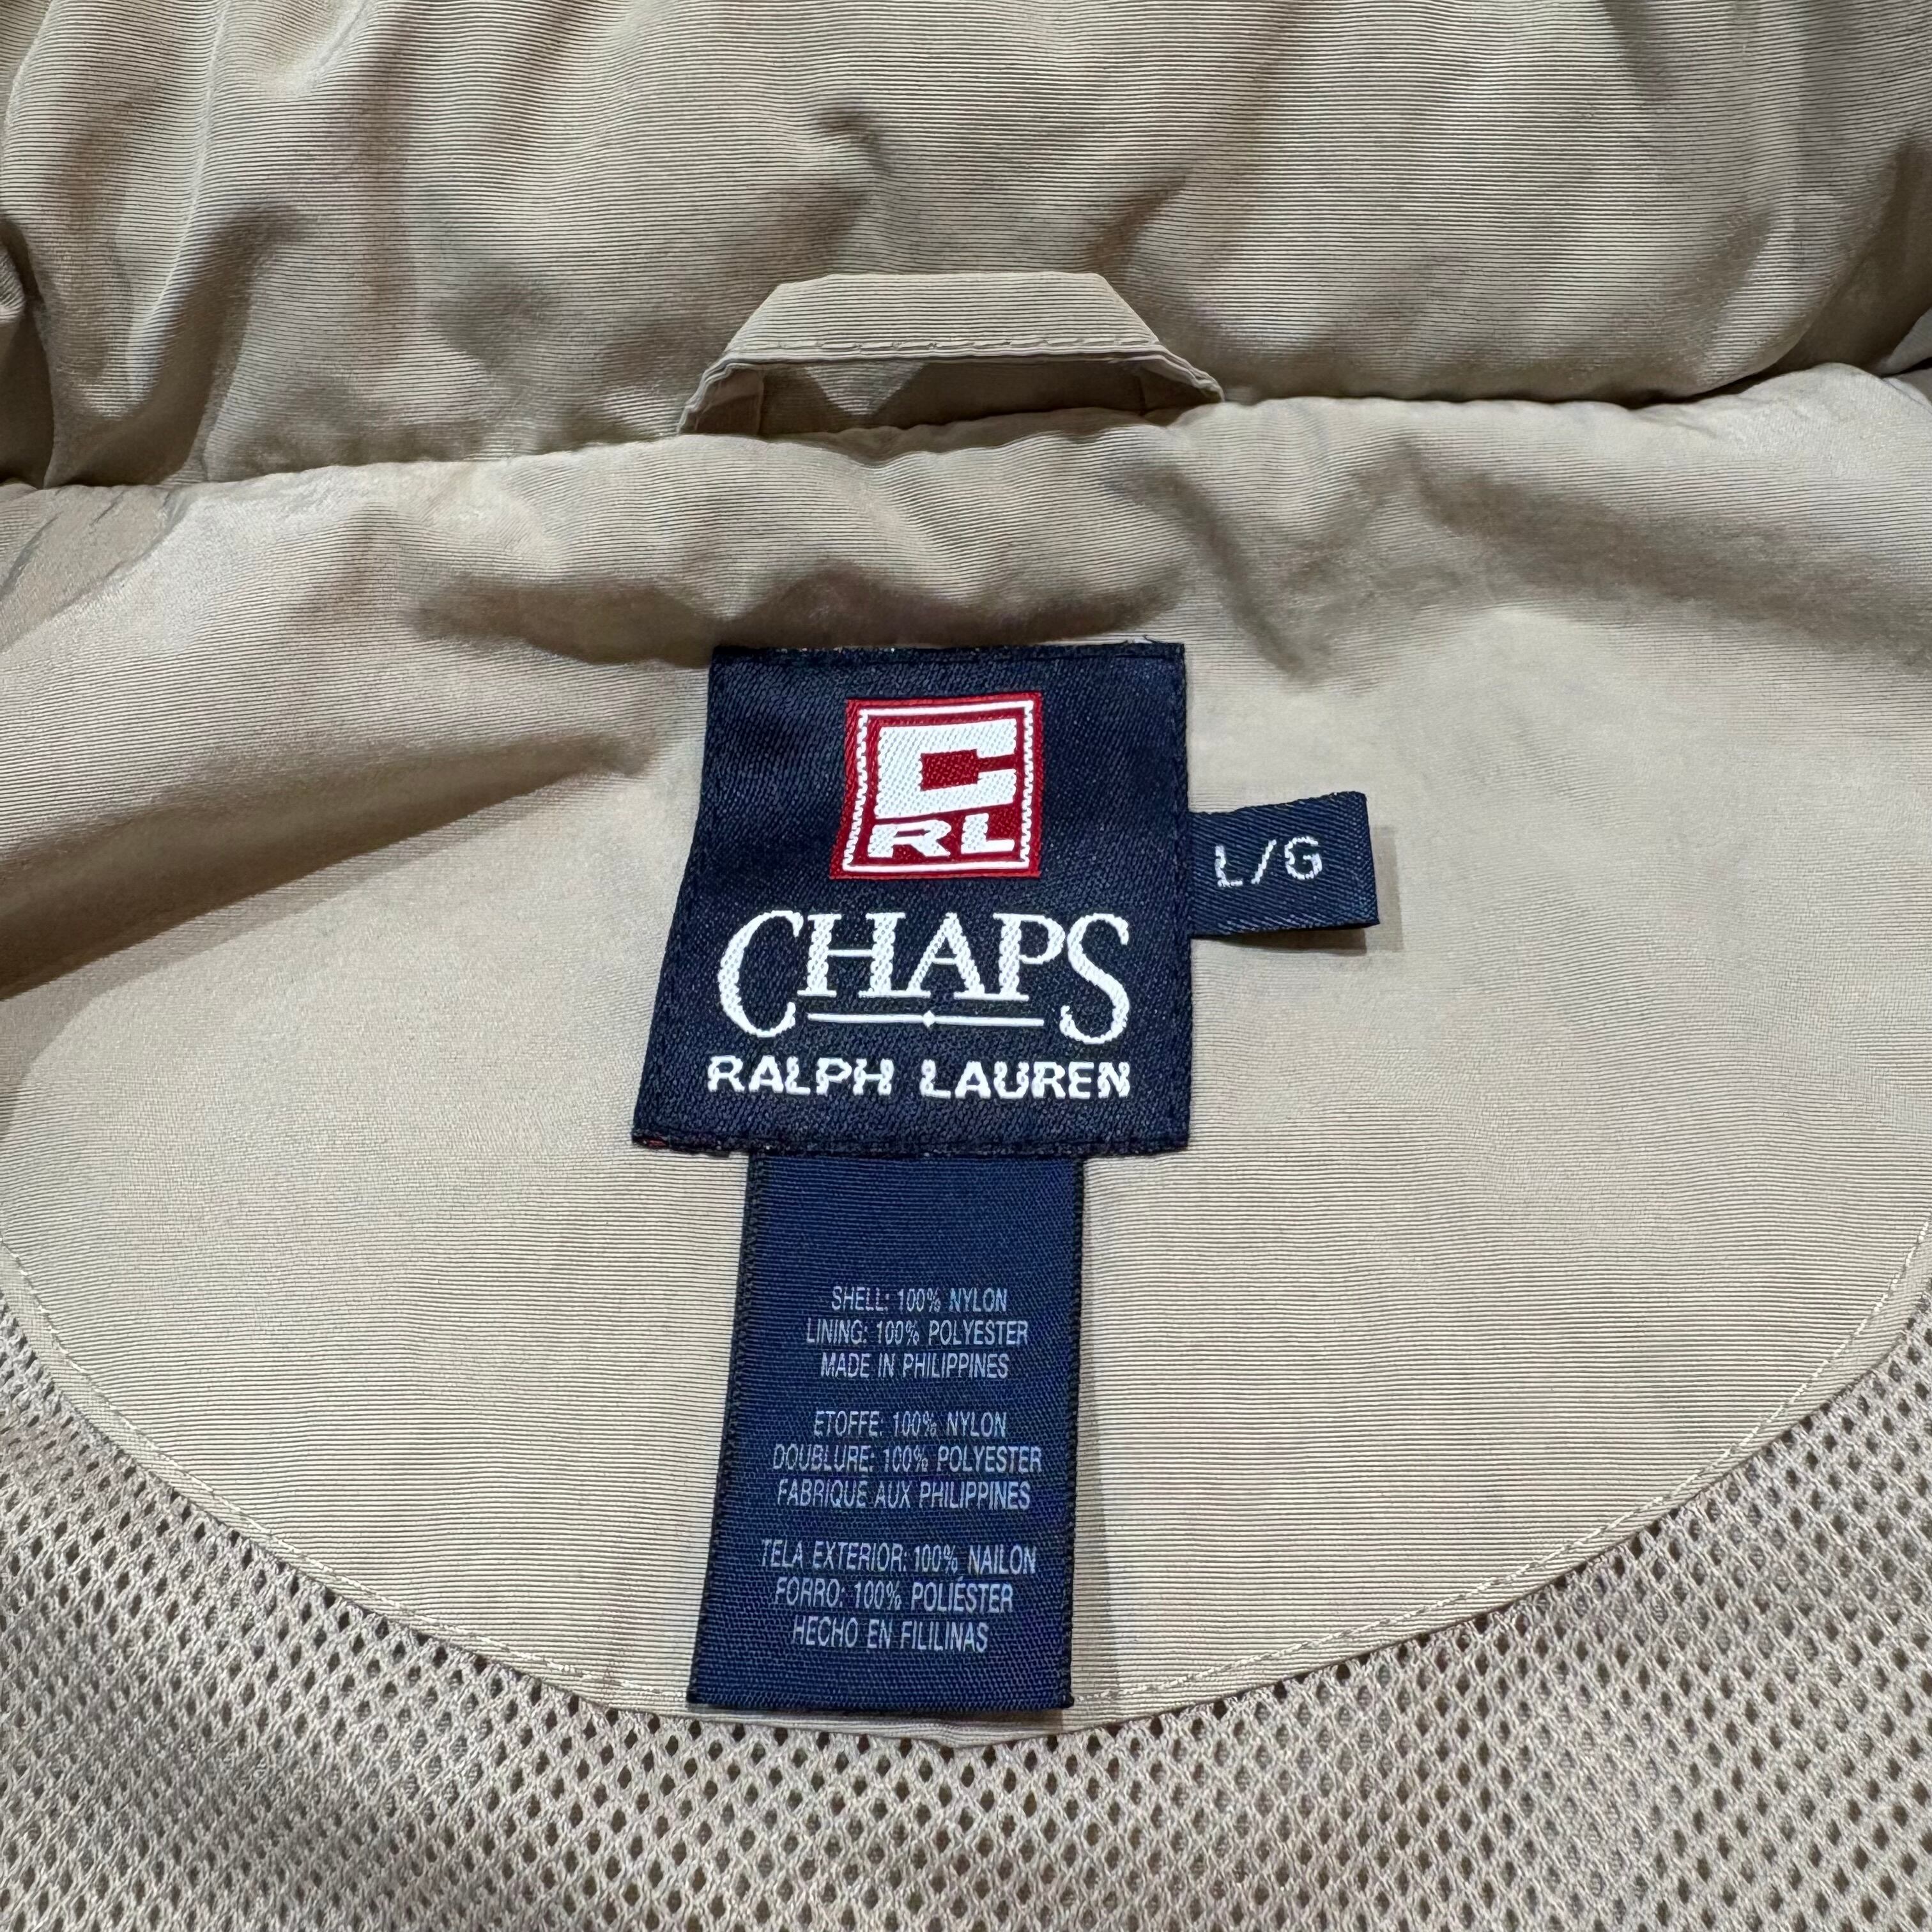 C
RL
CHAPS
RALPH LAUREN
L/G
SHELL: 100% NYLON
LINING: 100% POLYESTER
MADE IN PHILIPPINES
ETOFFE: 100% NYLON
DOUBLURE: 100% POLYESTER
FABRIQUE AUX PHILIPPINES
TELA EXTERIOR: 100% NAILON
FORRO: 100% POLIÉSTER
HECHO EN FILILINAS